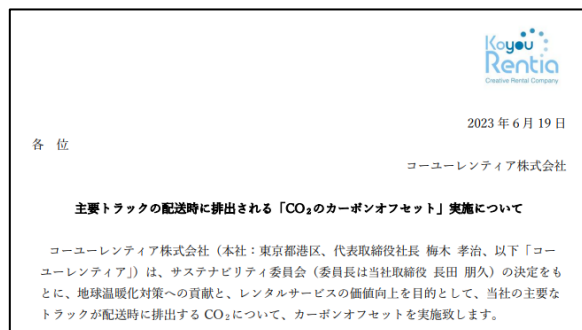 Koyou
Rentia
Creative Rental Company
2023 年 6 月 19 日
各 位
コーユーレンティア株式会社
主要トラックの配送時に排出される「CO₂のカーボンオフセット」実施について
コーユーレンティア株式会社（本社：東京都港区、代表取締役社長 梅木 孝治、以下「コー
ユーレンティア」）は、サステナビリティ委員会（委員長は当社取締役 長田 朋久）の決定をも
とに、地球温暖化対策への貢献と、レンタルサービスの価値向上を目的として、当社の主要な
トラックが配送時に排出する CO₂について、カーボンオフセットを実施致します。